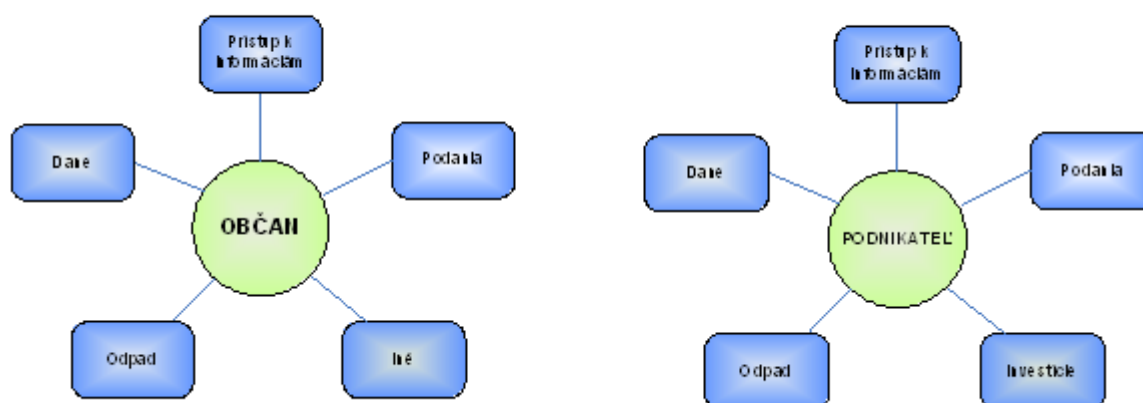 Prístup k
informáciám
Dane
Podania
OBČAN
Odpad
Iné
Prístup k
informáciám
Dane
Podania
PODNIKATEĽ
Odpad
Investície